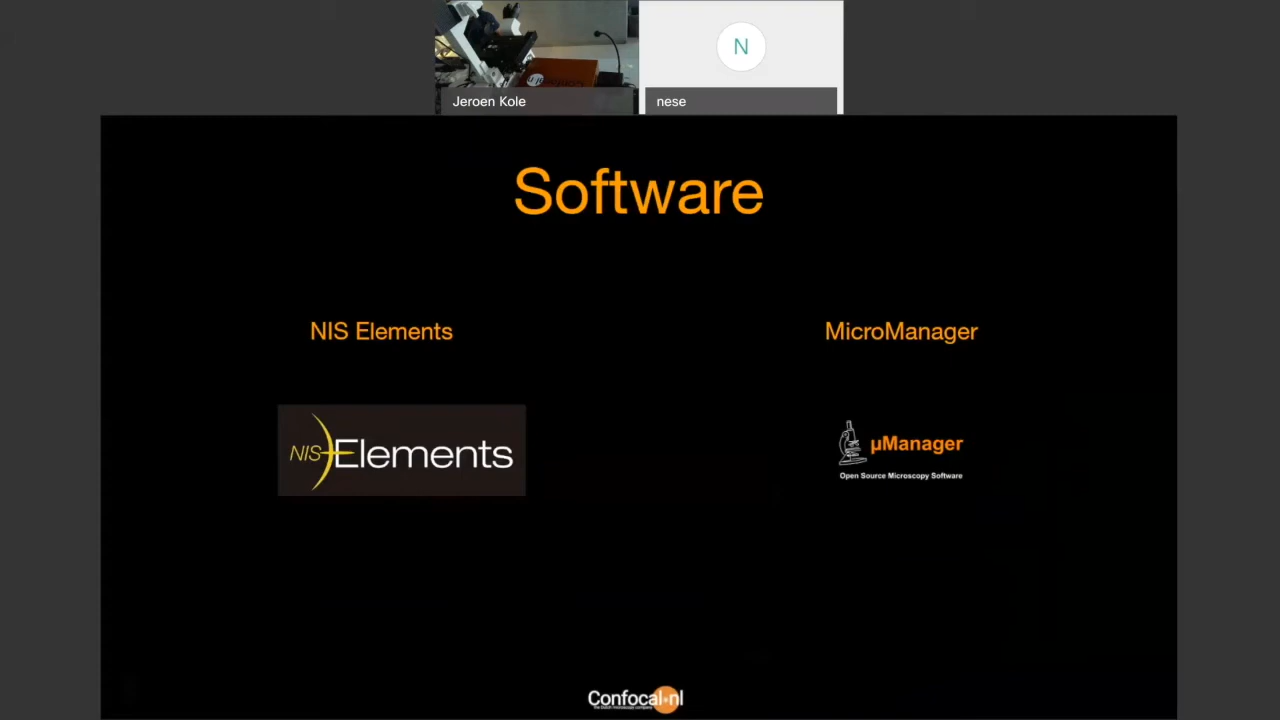 N
Jeroen Kole
nese
Software
NIS Elements
MicroManager
NIS Elements
µManager
Open Source Microscopy Software
Confocal.nl